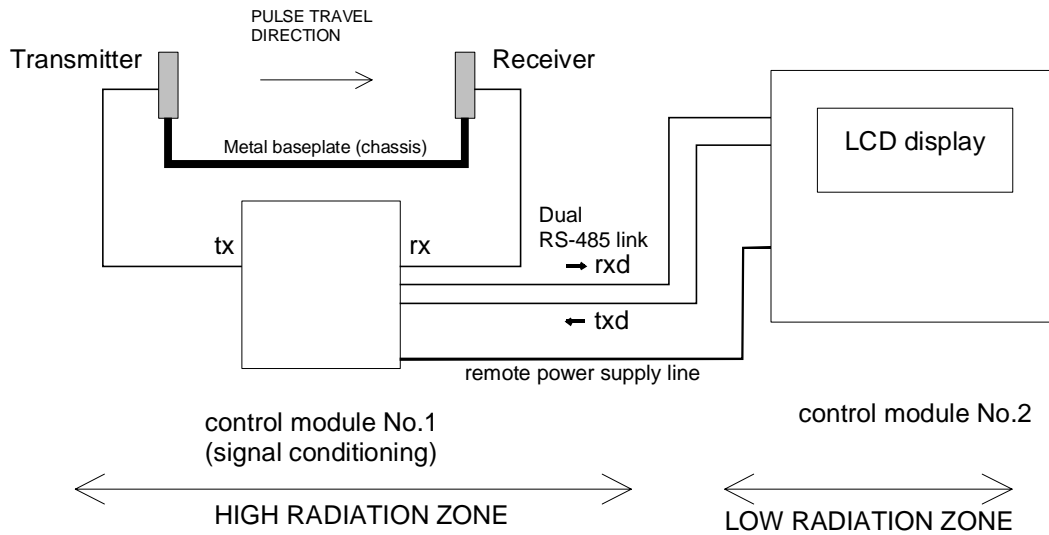 PULSE TRAVEL
DIRECTION
Transmitter
Receiver
Metal baseplate (chassis)
LCD display
tx
rx
Dual
RS-485 link
rxd
txd
remote power supply line
control module No.1
(signal conditioning)
control module No.2
HIGH RADIATION ZONE
LOW RADIATION ZONE